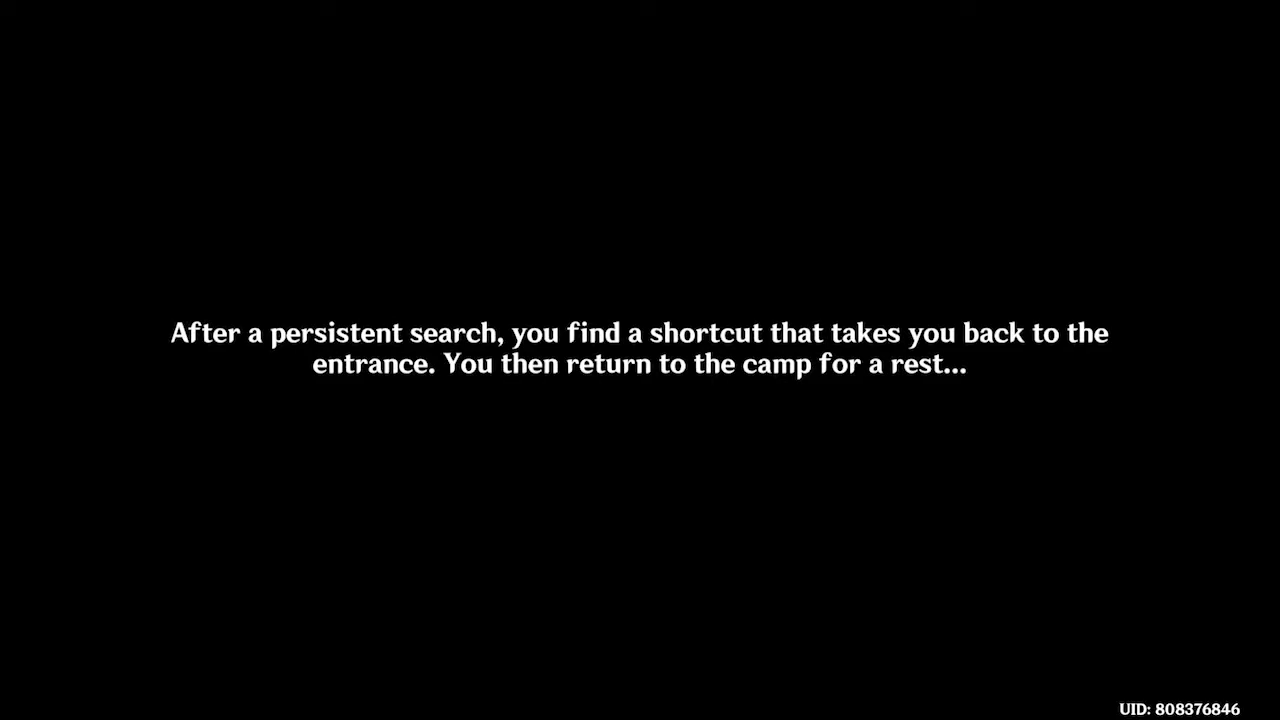 After a persistent search, you find a shortcut that takes you back to the
entrance. You then return to the camp for a rest...
UID: 808376846